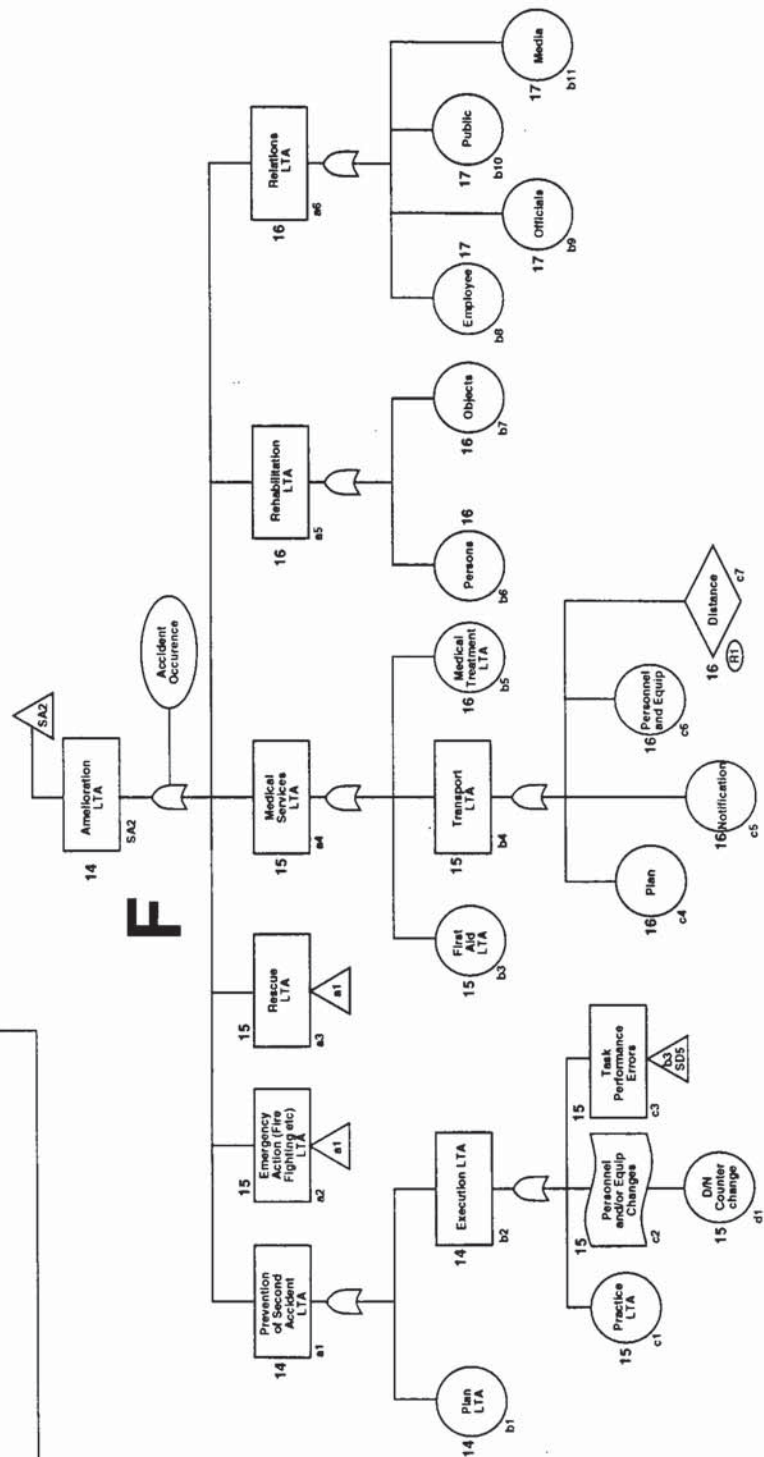 SA2
Amelioration
LTA
14
SA2
Accident
Occurence
F
Prevention
of Second
Accident
LTA
14
a1
Emergency
Action (Fire
Fighting etc)
LTA
15
a2
a1
Rescue
LTA
15
a3
a1
Medical
Services
LTA
15
a4
Rehabilitation
LTA
16
a5
Relations
LTA
16
a6
Plan
LTA
14
b1
Execution LTA
14
b2
First
Aid
LTA
15
b3
Transport
LTA
15
b4
Medical
Treatment
LTA
16
b5
Persons
16
b6
Objects
16
b7
Employee
17
b8
Officials
17
b9
Public
17
b10
Media
17
b11
Practice
LTA
15
c1
Personnel
and/or Equip
Changes
15
c2
Task
Performance
Errors
15
c3
b3
SD5
Plan
16
c4
Notification
16
c5
Personnel
and Equip
16
c6
Distance
16
c7
R1
D/N
Counter
change
15
d1